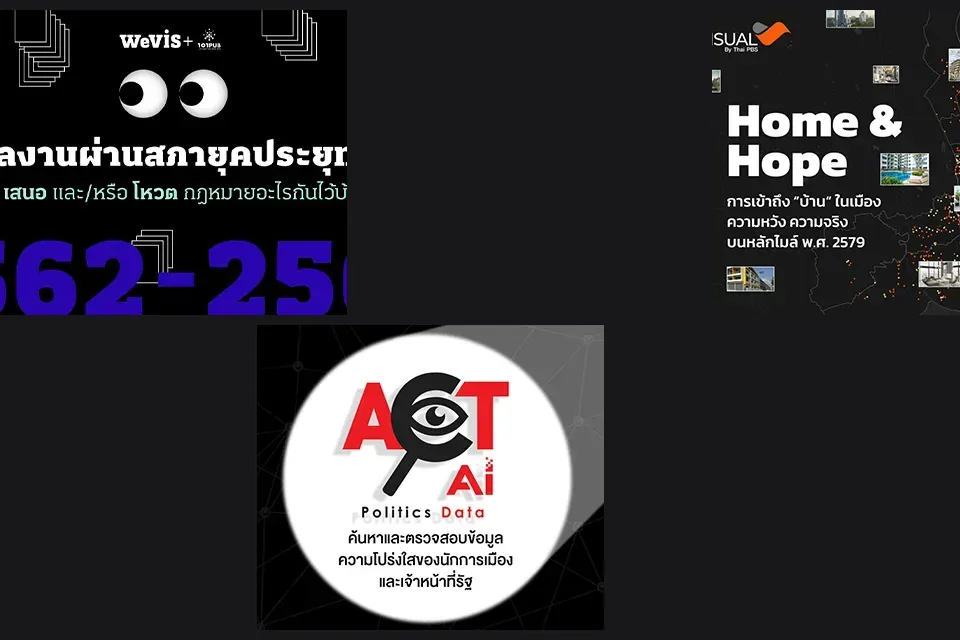 WeVis+
101PUB
ลงานผ่านสภายุคประยุท
เสนอ และ/หรือ โหวต กฎหมายอะไรกันไว้บ้
562-256
ISUAL
By Thai PBS
Home &
Hope
การเข้าถึง “บ้าน” ในเมือง
ความหวัง ความจริง
บนหลักไมล์ พ.ศ. 2579
ACT
Ai
Politics Data
ค้นหาและตรวจสอบข้อมูล
ความโปร่งใสของนักการเมือง
และเจ้าหน้าที่รัฐ